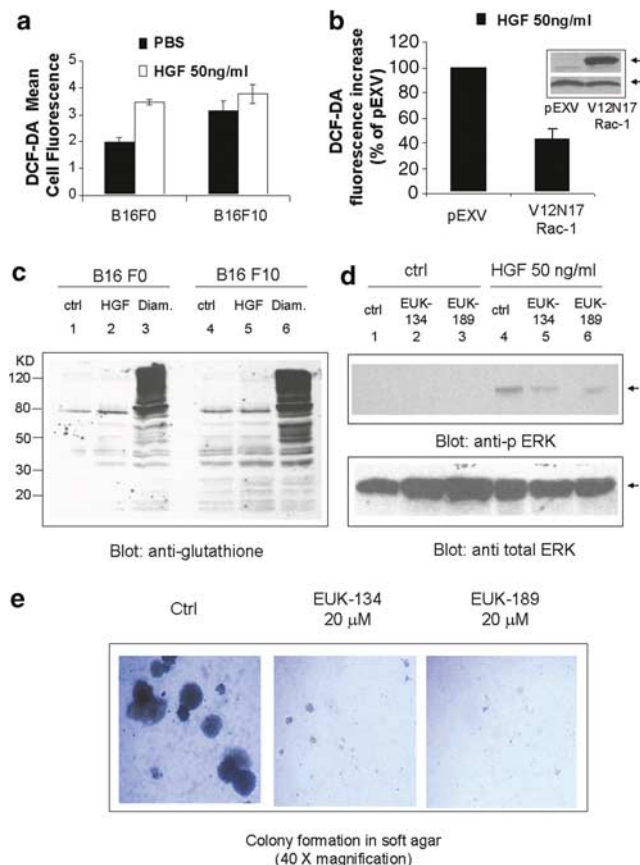 a
PBS
HGF 50ng/ml
DCF-DA Mean
Cell Fluorescence
5
4
3
2
1
0
B16F0
B16F10
b
HGF 50ng/ml
DCF-DA
fluorescence increase
(% of pEXV)
120
100
80
60
40
20
0
pEXV
V12N17
Rac-1
pEXV V12N17
Rac-1
c
B16 F0
B16 F10
ctrl HGF Diam. ctrl HGF Diam.
1 2 3 4 5 6
KD
120
80
50
30
20
Blot: anti-glutathione
d
ctrl
HGF 50 ng/ml
ctrl EUK-134 EUK-189 ctrl EUK-134 EUK-189
1 2 3 4 5 6
Blot: anti-p ERK
Blot: anti total ERK
e
Ctrl
EUK-134
20 µM
EUK-189
20 µM
Colony formation in soft agar
(40 X magnification)